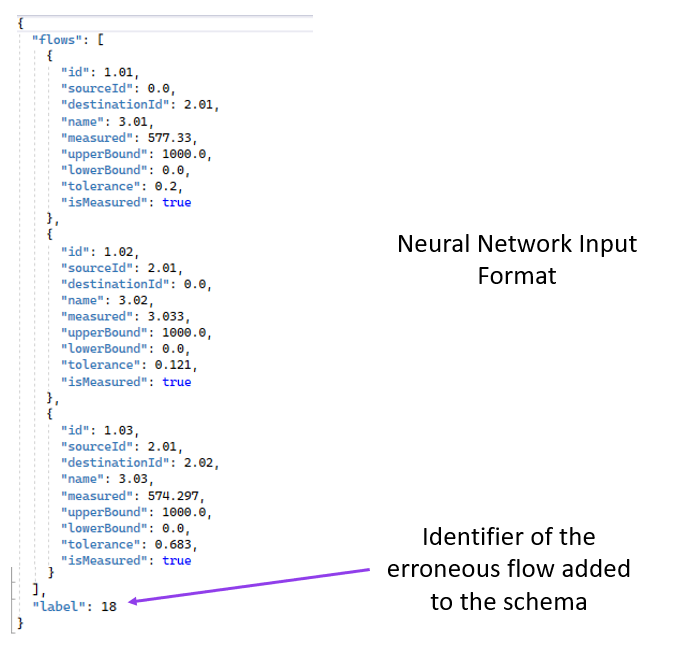 {
"flows": [
{
"id": 1.01,
"sourceId": 0.0,
"destinationId": 2.01,
"name": 3.01,
"measured": 577.33,
"upperBound": 1000.0,
"lowerBound": 0.0,
"tolerance": 0.2,
"isMeasured": true
},
{
"id": 1.02,
"sourceId": 2.01,
"destinationId": 0.0,
"name": 3.02,
"measured": 3.033,
"upperBound": 1000.0,
"lowerBound": 0.0,
"tolerance": 0.121,
"isMeasured": true
},
{
"id": 1.03,
"sourceId": 2.01,
"destinationId": 2.02,
"name": 3.03,
"measured": 574.297,
"upperBound": 1000.0,
"lowerBound": 0.0,
"tolerance": 0.683,
"isMeasured": true
}
],
"label": 18
}
Neural Network Input
Format
Identifier of the
erroneous flow added
to the schema